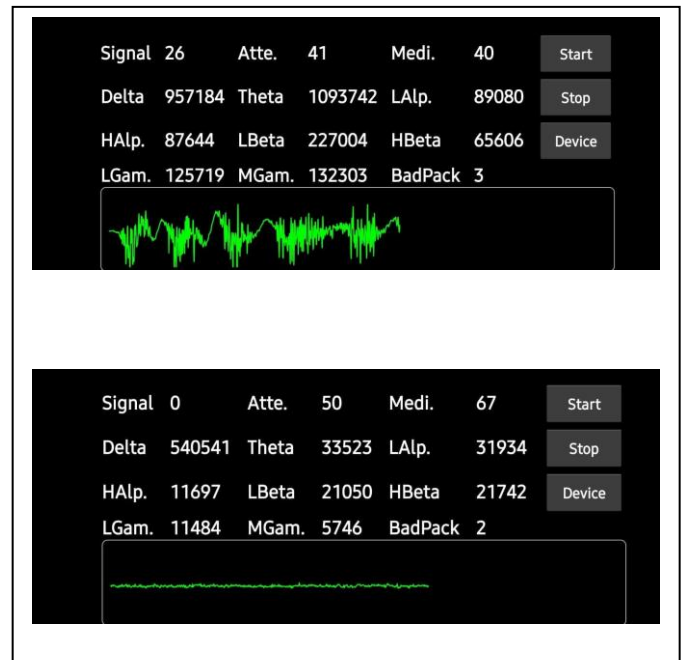 Signal 26 Atte. 41 Medi. 40 Start
Delta 957184 Theta 1093742 LAlp. 89080 Stop
HAlp. 87644 LBeta 227004 HBeta 65606 Device
LGam. 125719 MGam. 132303 BadPack 3
Signal 0 Atte. 50 Medi. 67 Start
Delta 540541 Theta 33523 LAlp. 31934 Stop
HAlp. 11697 LBeta 21050 HBeta 21742 Device
LGam. 11484 MGam. 5746 BadPack 2